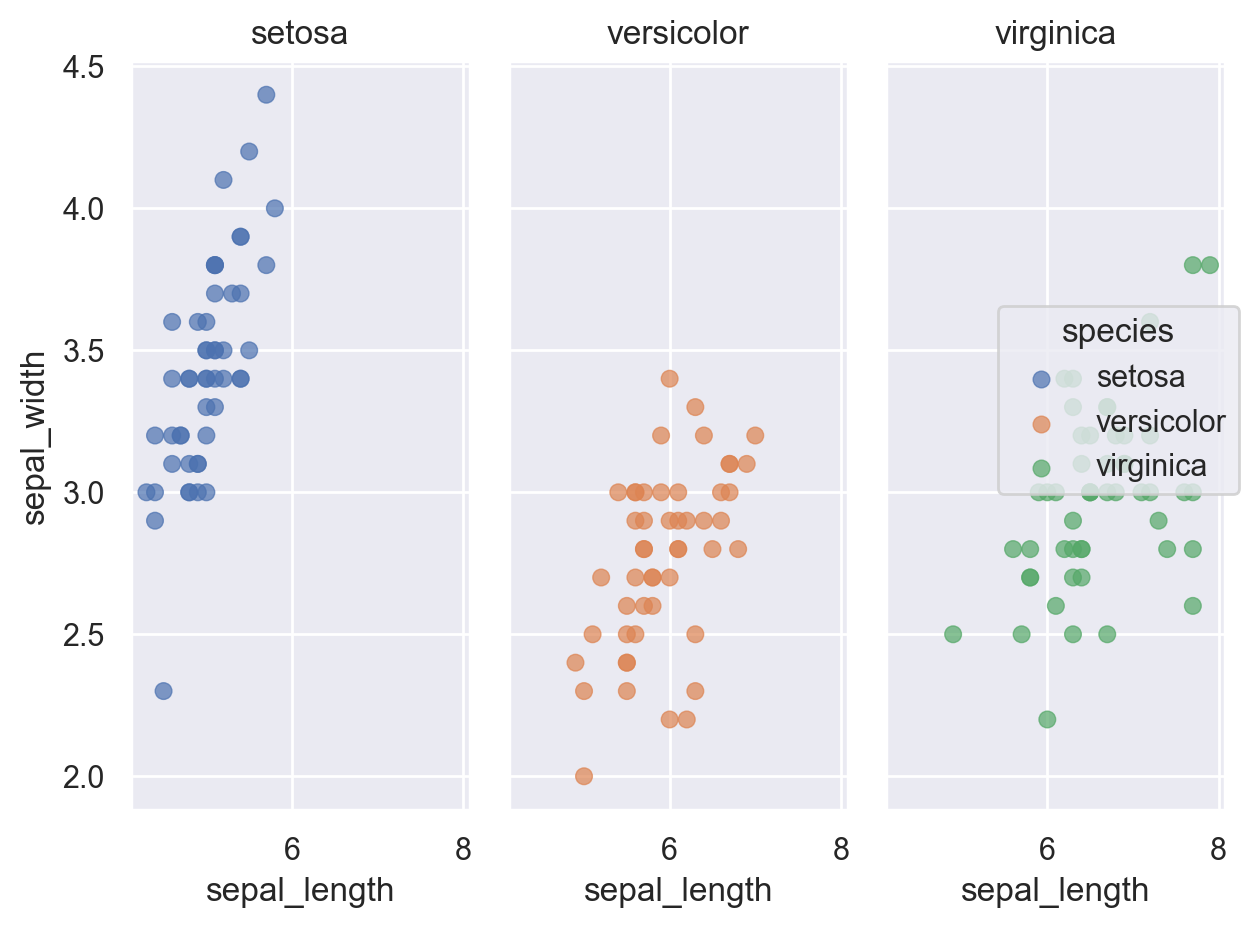 setosa versicolor virginica
4.5
4.0
3.5
3.0
2.5
2.0
sepal_width
species
setosa
versicolor
virginica
6 8 6 8 6 8
sepal_length sepal_length sepal_length